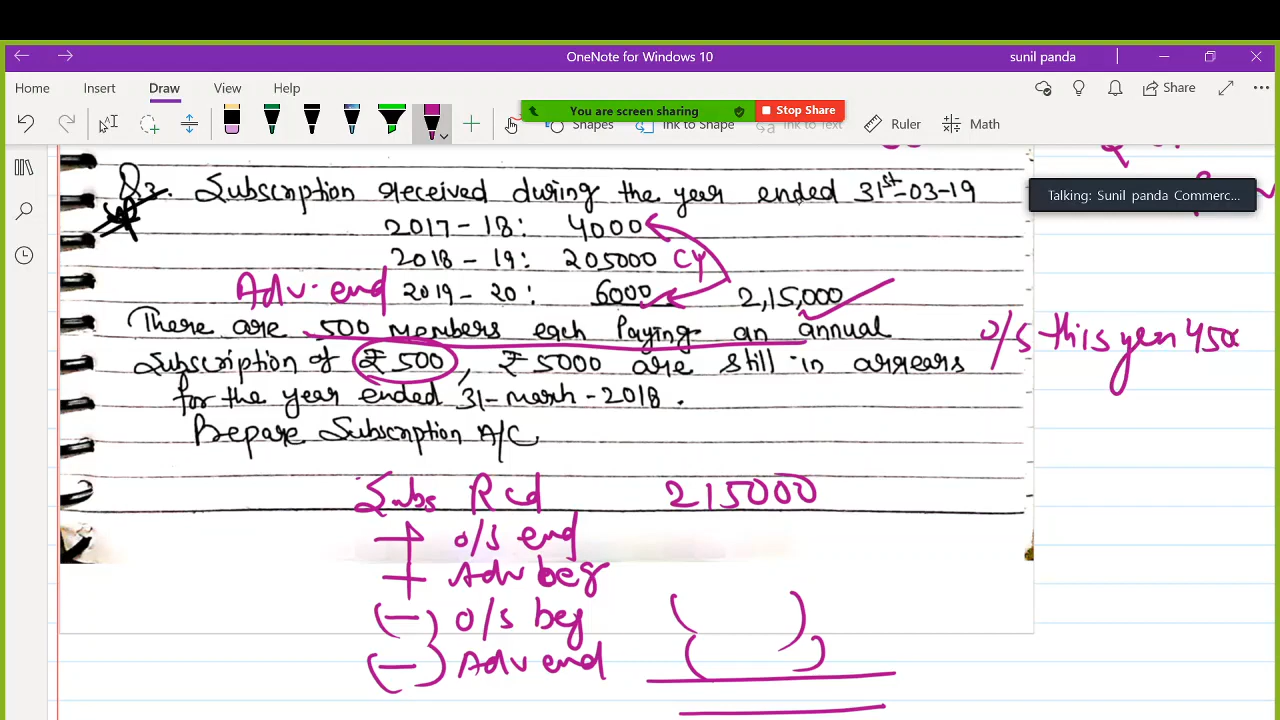 OneNote for Windows 10
sunil panda
Home Insert Draw View Help
Share
You are screen sharing
Stop Share
Shapes Ink to Shape Ink to Text Ruler Math
Talking: Sunil panda Commerc...
Q3. Subscription received during the year ended 31st-03-19
2017-18: 4000
2018-19: 205000 CY
Adv. end 2019-20: 6000 2,15,000
There are 500 members each Paying an annual
Subscription of ₹500, ₹5000 are still in arrears
for the year ended 31-marh-2018.
Prepare Subscription A/C
O/S this year 4500
Subs Rcd 215000
+ O/S end
+ Adv beg
(-) O/S beg ( )
(-) Adv end ( )